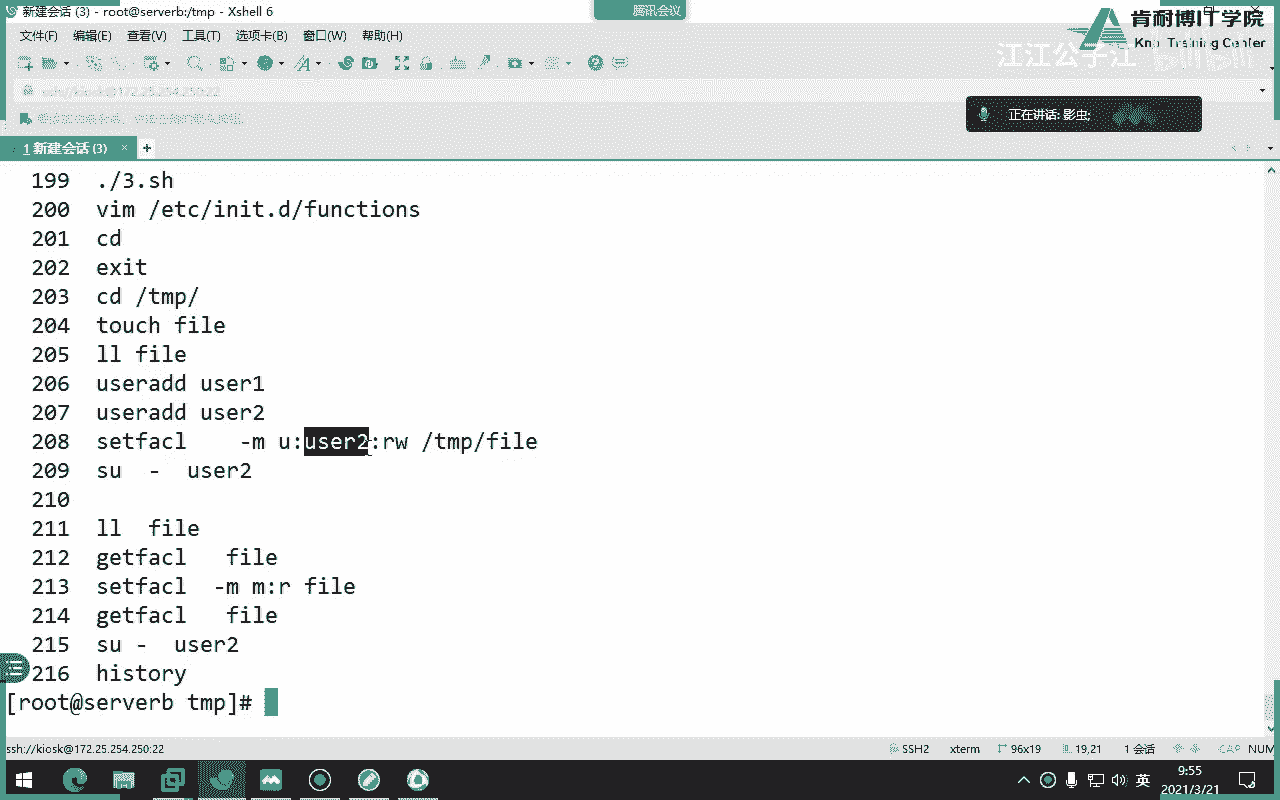 新建会话 (3) - root@serverb:/tmp - Xshell 6
腾讯会议
肯耐博IT学院
Training Center
江江公子江
bilibili
文件(F) 编辑(E) 查看(V) 工具(T) 选项卡(B) 窗口(W) 帮助(H)
ssh://kiosk@172.25.254.250:22
正在讲话: 影虫;
1 新建会话 (3) × +
199 ./3.sh
200 vim /etc/init.d/functions
201 cd
202 exit
203 cd /tmp/
204 touch file
205 ll file
206 useradd user1
207 useradd user2
208 setfacl    -m u:user2:rw /tmp/file
209 su  -  user2
210
211 ll  file
212 getfacl   file
213 setfacl  -m m:r file
214 getfacl   file
215 su -  user2
216 history
[root@serverb tmp]#
ssh://kiosk@172.25.254.250:22 SSH2 xterm 96x19 19,21 1 会话 CAP NUM
英 9:55
2021/3/21